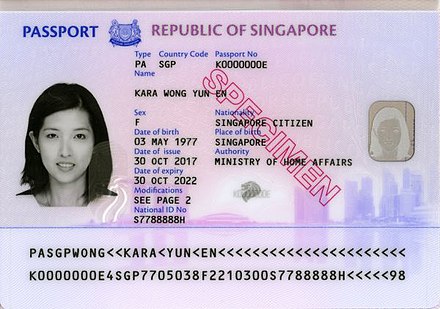 PASSPORT REPUBLIC OF SINGAPORE
Type Country Code Passport No
PA SGP K0000000E
Name
KARA WONG YUN EN
Sex Nationality
F SINGAPORE CITIZEN
Date of birth Place of birth
03 MAY 1977 SINGAPORE
Date of issue Authority
30 OCT 2017 MINISTRY OF HOME AFFAIRS
Date of expiry
30 OCT 2022
Modifications
SEE PAGE 2
National ID No
S7788888H
SPECIMEN
PASGPWONG<<KARA<YUN<EN<<<<<<<<<<<<<<<<<<<<<<
K0000000E4SGP7705038F2210300S7788888H<<<<<98